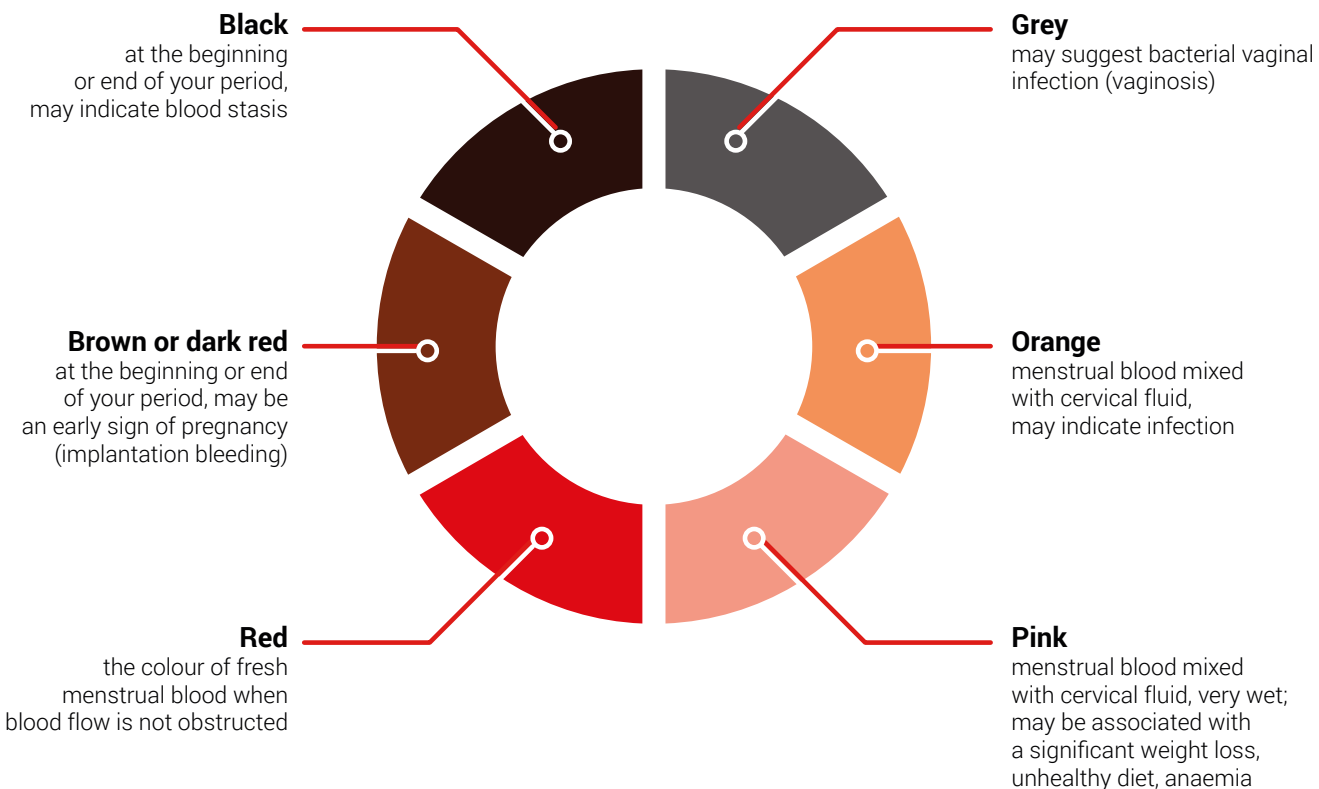 Black
at the beginning
or end of your period,
may indicate blood stasis
Grey
may suggest bacterial vaginal
infection (vaginosis)
Brown or dark red
at the beginning or end
of your period, may be
an early sign of pregnancy
(implantation bleeding)
Orange
menstrual blood mixed
with cervical fluid,
may indicate infection
Red
the colour of fresh
menstrual blood when
blood flow is not obstructed
Pink
menstrual blood mixed
with cervical fluid, very wet;
may be associated with
a significant weight loss,
unhealthy diet, anaemia